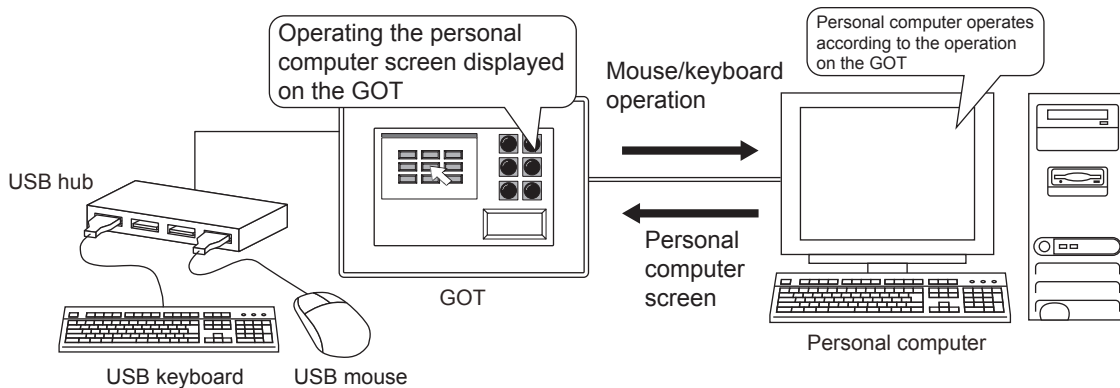 Operating the personal
computer screen displayed
on the GOT
Mouse/keyboard
operation
Personal computer operates
according to the operation
on the GOT
USB hub
Personal
computer
screen
GOT
Personal computer
USB keyboard
USB mouse